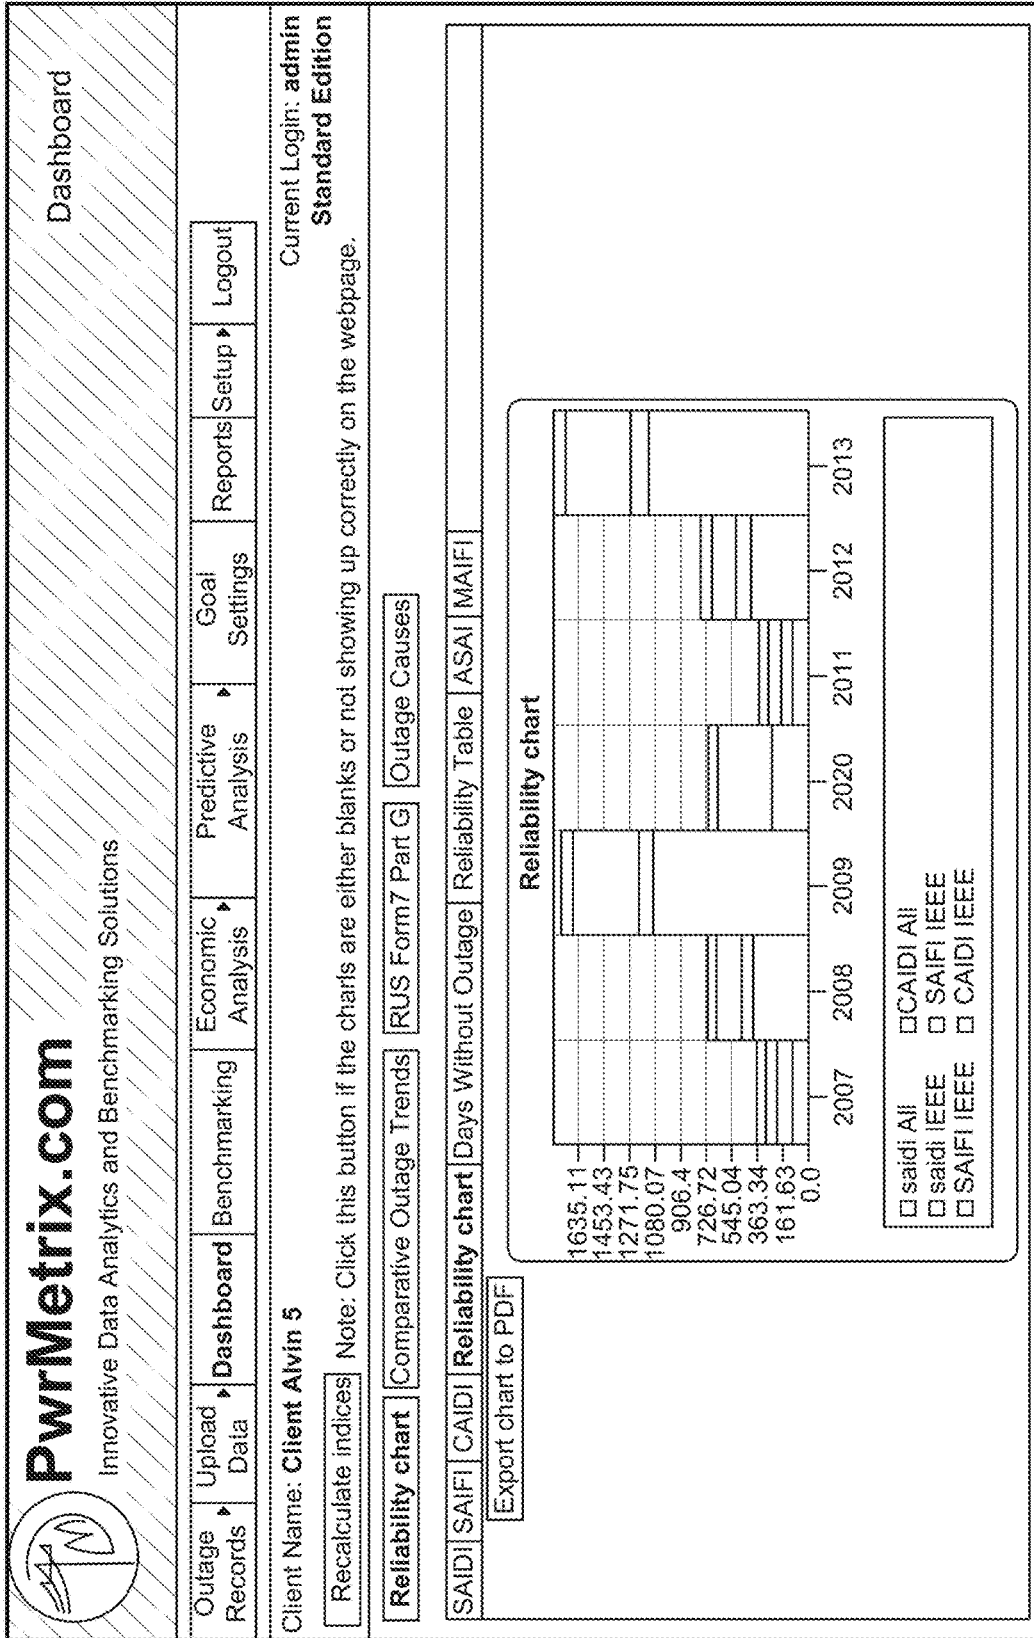 PwrMetrix.com
Innovative Data Analytics and Benchmarking Solutions
Dashboard
Outage Records
Upload Data
Dashboard
Benchmarking
Economic Analysis
Predictive Analysis
Goal Settings
Reports
Setup
Logout
Client Name: Client Alvin 5
Current Login: admin
Standard Edition
Recalculate indices
Note: Click this button if the charts are either blanks or not showing up correctly on the webpage.
Reliability chart
Comparative Outage Trends
RUS Form7 Part G
Outage Causes
SAIDI
SAIFI
CAIDI
Reliability chart
Days Without Outage
Reliability Table
ASAI
MAIFI
Export chart to PDF
Reliability chart
1635.11
1453.43
1271.75
1080.07
906.4
726.72
545.04
363.34
161.63
0.0
2007 2008 2009 2020 2011 2012 2013
saidi All
CAIDI All
saidi IEEE
SAIFI IEEE
SAIFI IEEE
CAIDI IEEE